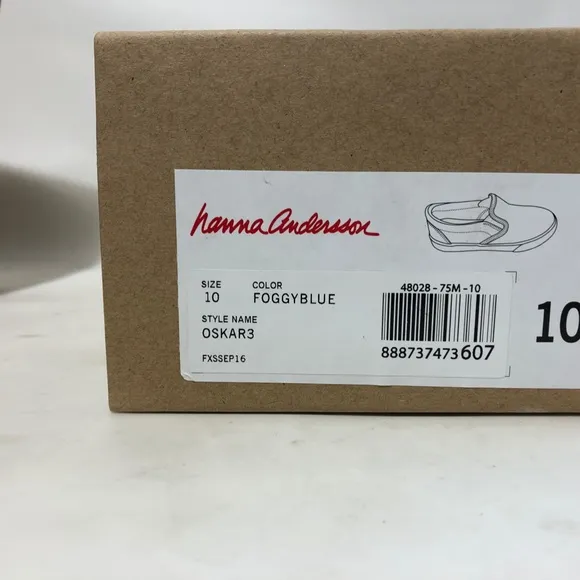 hanna andersson
SIZE COLOR
10 FOGGYBLUE
STYLE NAME
OSKAR3
FXSSEP16
48028-75M-10
888737473607
10